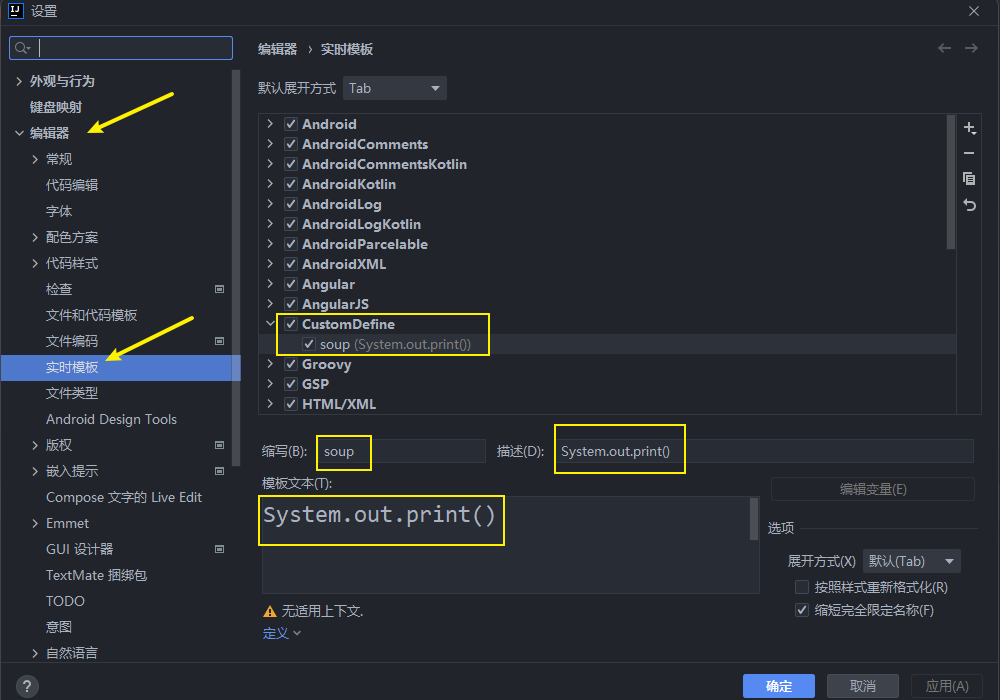 设置
外观与行为
键盘映射
编辑器
常规
代码编辑
字体
配色方案
代码样式
检查
文件和代码模板
文件编码
实时模板
文件类型
Android Design Tools
版权
嵌入提示
Compose 文字的 Live Edit
Emmet
GUI 设计器
TextMate 捆绑包
TODO
意图
自然语言
编辑器 › 实时模板
默认展开方式 Tab
Android
AndroidComments
AndroidCommentsKotlin
AndroidKotlin
AndroidLog
AndroidLogKotlin
AndroidParcelable
AndroidXML
Angular
AngularJS
CustomDefine
soup (System.out.print())
Groovy
GSP
HTML/XML
缩写(B): soup 描述(D): System.out.print()
模板文本(T):
System.out.print()
编辑变量(E)
选项
展开方式(X) 默认(Tab)
按照样式重新格式化(R)
缩短完全限定名称(F)
无适用上下文.
定义
? 确定 取消 应用(A)